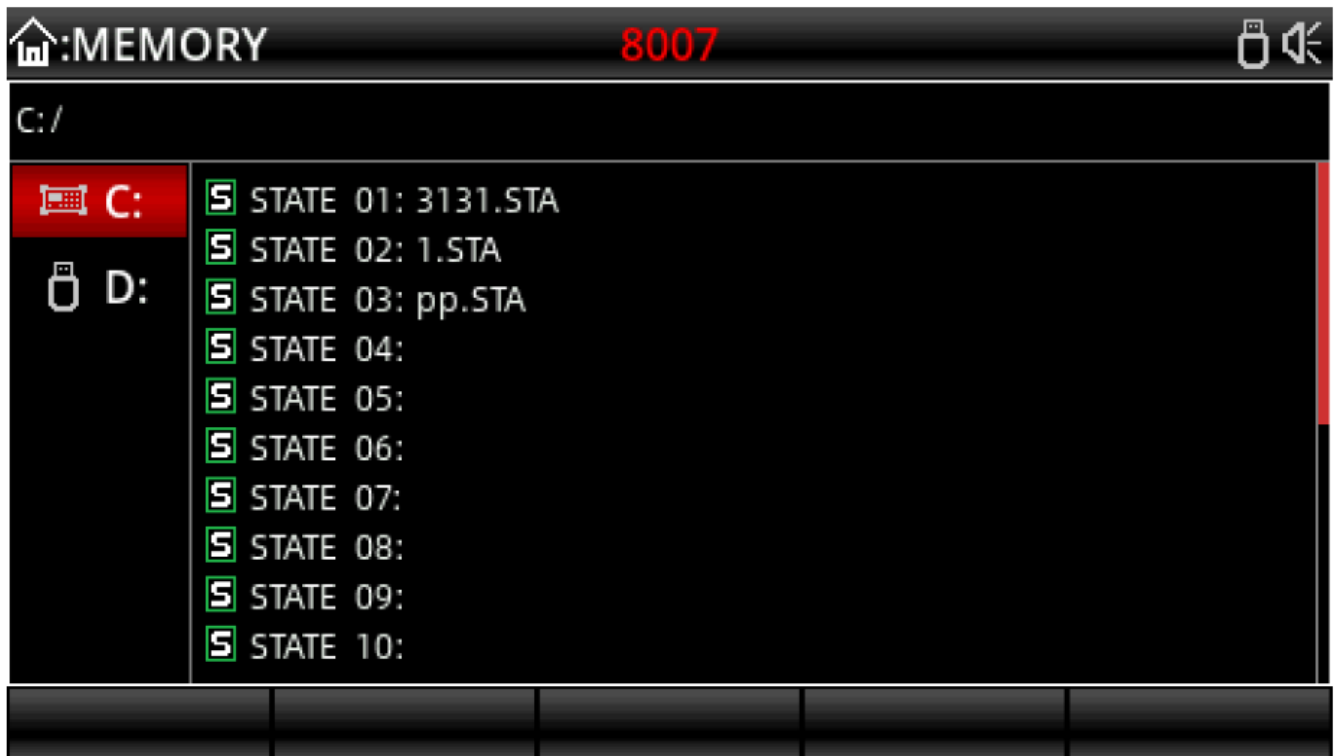 :MEMORY 8007
C:/
C:
D:
S STATE 01: 3131.STA
S STATE 02: 1.STA
S STATE 03: pp.STA
S STATE 04:
S STATE 05:
S STATE 06:
S STATE 07:
S STATE 08:
S STATE 09:
S STATE 10: